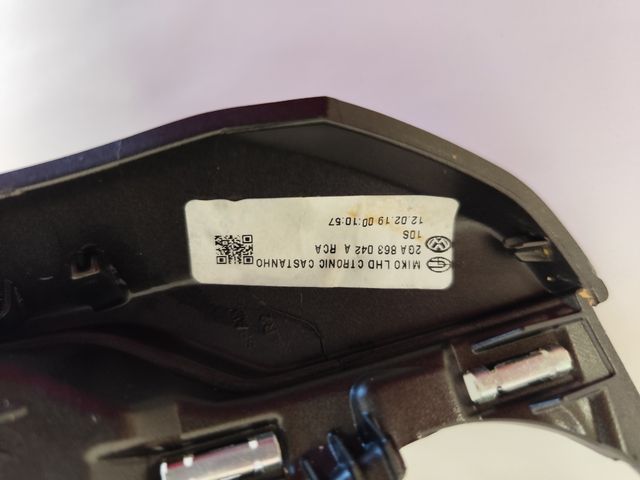 MIKO LHD CTRONIC CASTANHO
2GA 863 042 A RCA
10S
12.02.19 00:10:57